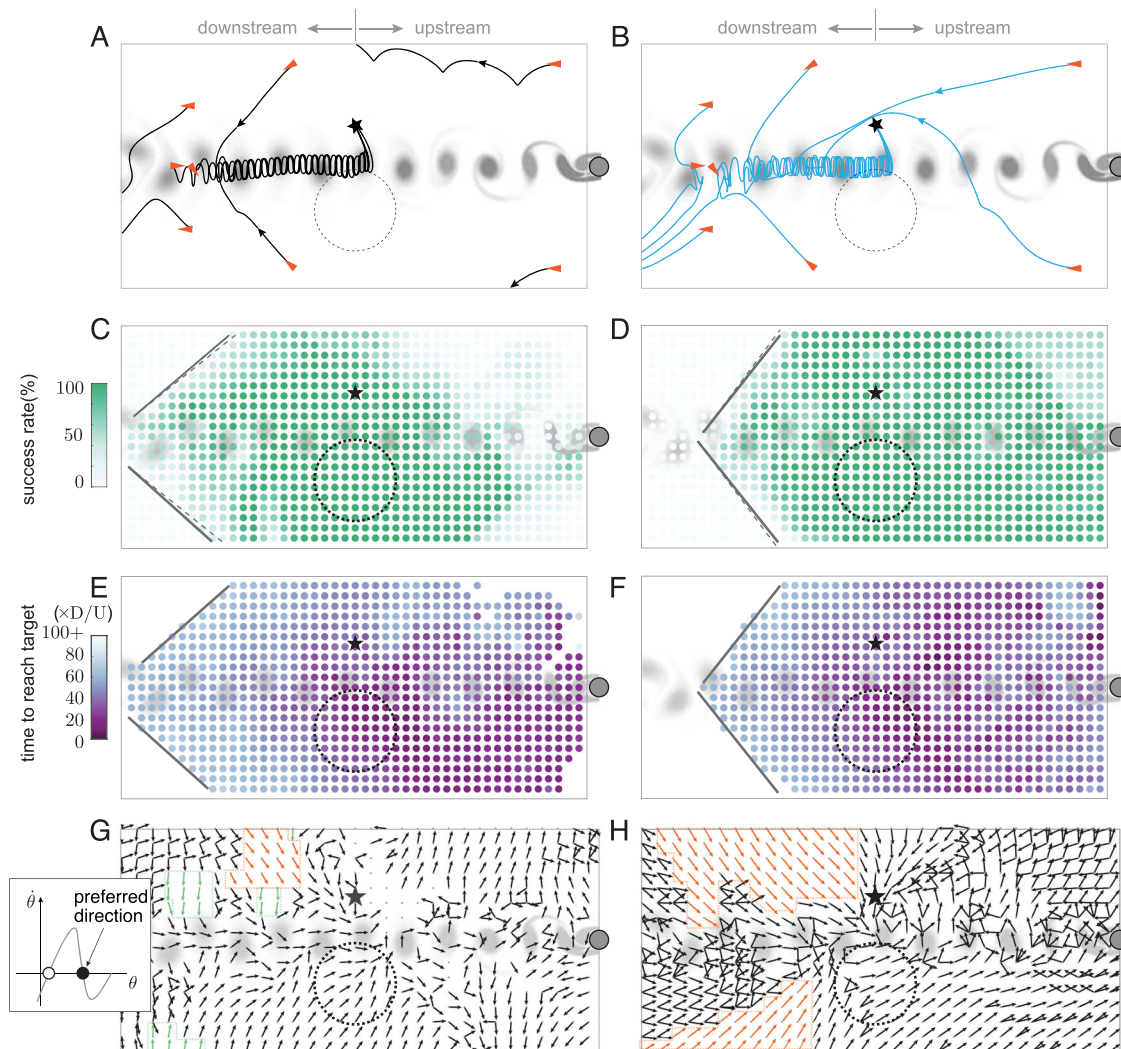 A
downstream
upstream
B
downstream
upstream
C
D
success rate(%)
100
50
0
E
F
time to reach target
(×D/U)
100+
80
60
40
20
0
G
H
preferred
direction
θ̇
θ